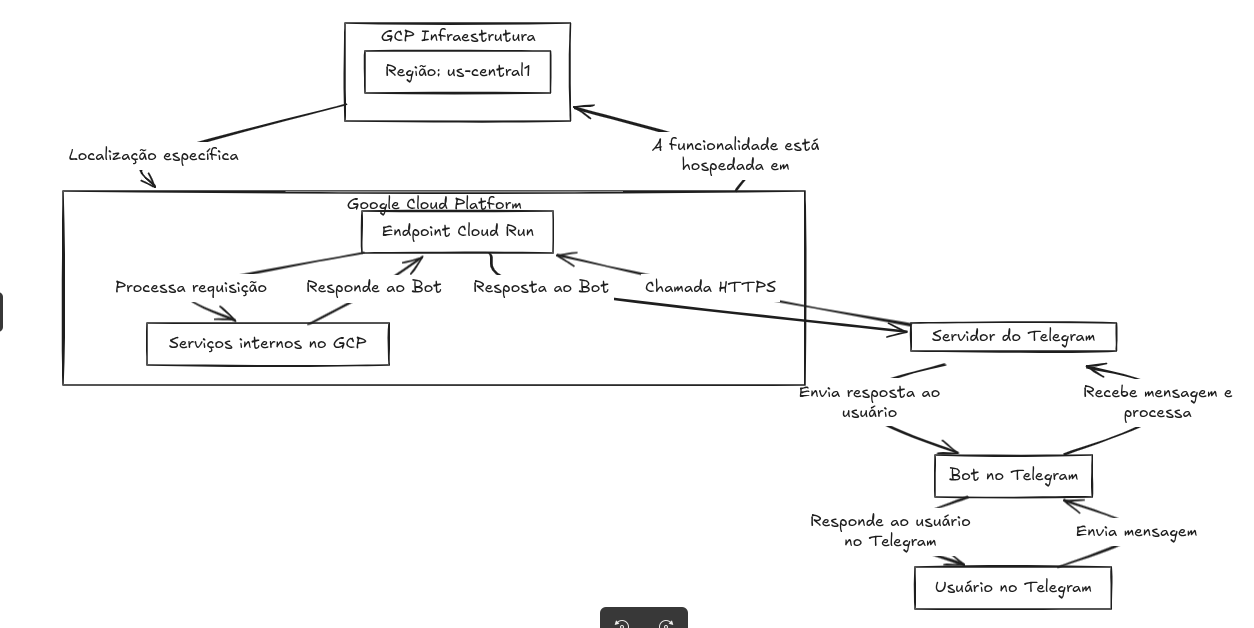 GCP Infraestrutura
Região: us-central1
Localização específica
A funcionalidade está
hospedada em
Google Cloud Platform
Endpoint Cloud Run
Processa requisição
Responde ao Bot
Resposta ao Bot
Chamada HTTPS
Serviços internos no GCP
Servidor do Telegram
Envia resposta ao
usuário
Recebe mensagem e
processa
Bot no Telegram
Responde ao usuário
no Telegram
Envia mensagem
Usuário no Telegram